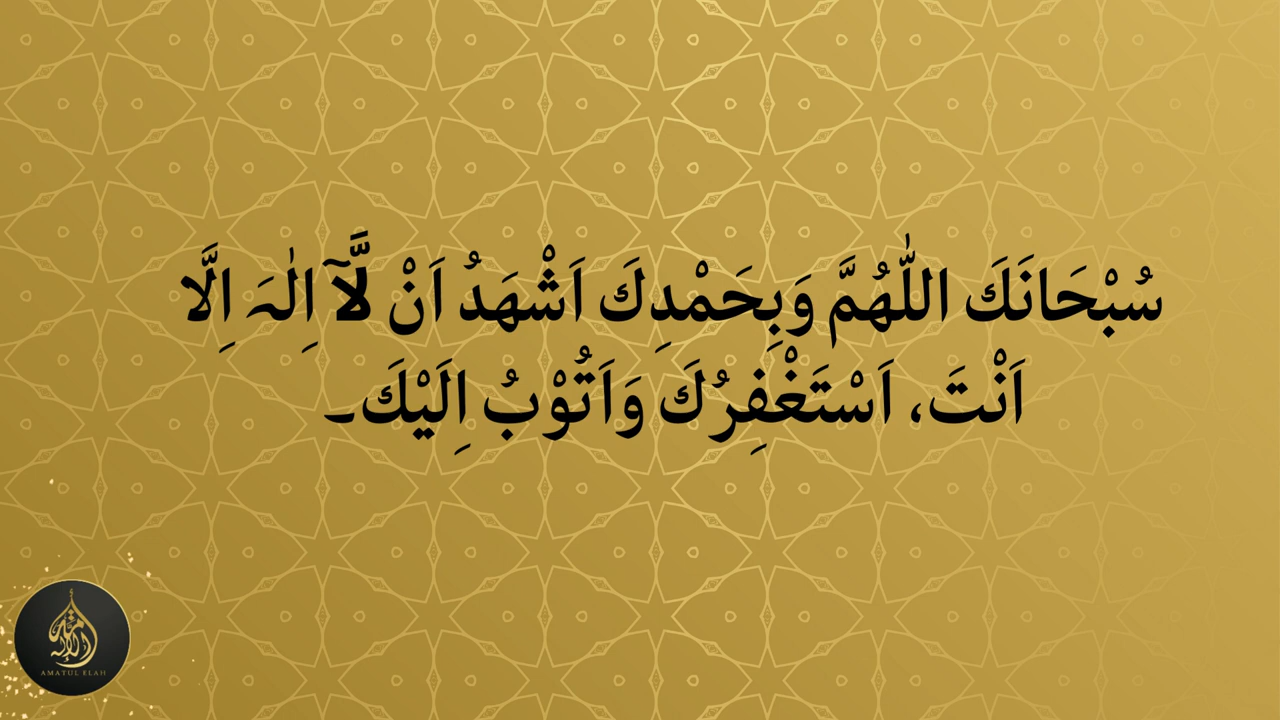 سُبْحَانَكَ اللّٰهُمَّ وَبِحَمْدِكَ اَشْهَدُ اَنْ لَّآ اِلٰہَ اِلَّا
اَنْتَ، اَسْتَغْفِرُكَ وَاَتُوْبُ اِلَيْكَ۔
AMATUL ELAH